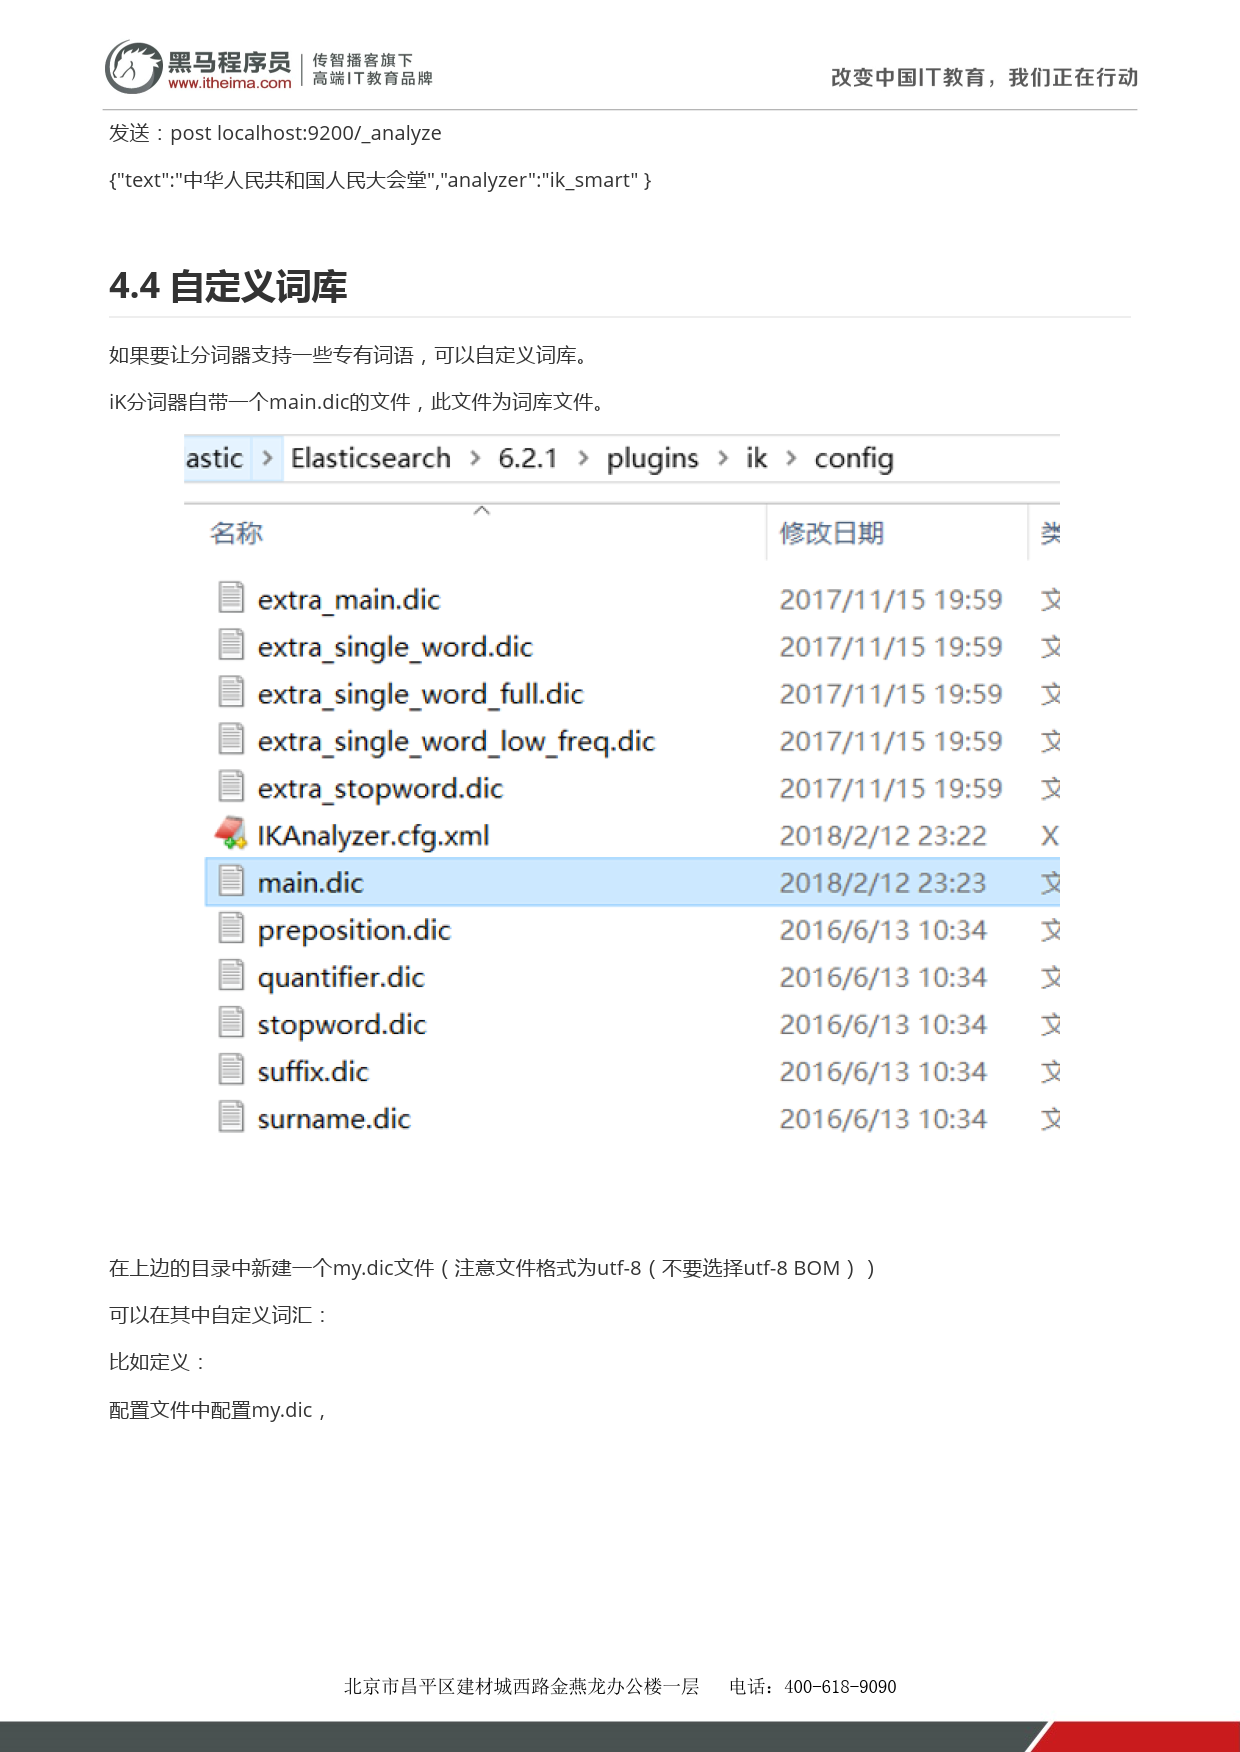 黑马程序员
www.itheima.com
传智播客旗下
高端IT教育品牌
改变中国IT教育，我们正在行动
发送：post localhost:9200/_analyze
{"text":"中华人民共和国人民大会堂","analyzer":"ik_smart" }
4.4 自定义词库
如果要让分词器支持一些专有词语，可以自定义词库。
iK分词器自带一个main.dic的文件，此文件为词库文件。
astic > Elasticsearch > 6.2.1 > plugins > ik > config
名称 修改日期 类
extra_main.dic 2017/11/15 19:59 文
extra_single_word.dic 2017/11/15 19:59 文
extra_single_word_full.dic 2017/11/15 19:59 文
extra_single_word_low_freq.dic 2017/11/15 19:59 文
extra_stopword.dic 2017/11/15 19:59 文
IKAnalyzer.cfg.xml 2018/2/12 23:22 X
main.dic 2018/2/12 23:23 文
preposition.dic 2016/6/13 10:34 文
quantifier.dic 2016/6/13 10:34 文
stopword.dic 2016/6/13 10:34 文
suffix.dic 2016/6/13 10:34 文
surname.dic 2016/6/13 10:34 文
在上边的目录中新建一个my.dic文件（注意文件格式为utf-8（不要选择utf-8 BOM））
可以在其中自定义词汇：
比如定义：
配置文件中配置my.dic，
北京市昌平区建材城西路金燕龙办公楼一层 电话：400-618-9090